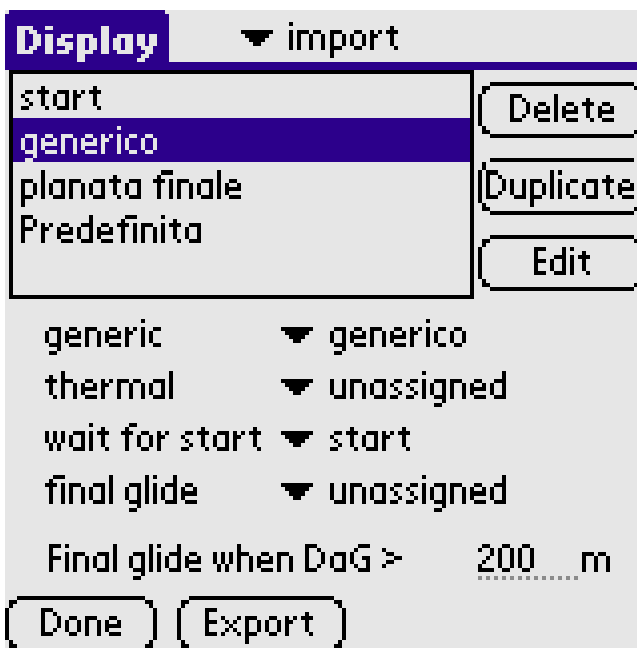 Display import
start
generico
planata finale
Predefinita
Delete
Duplicate
Edit
generic generico
thermal unassigned
wait for start start
final glide unassigned
Final glide when DaG > 200 m
Done Export